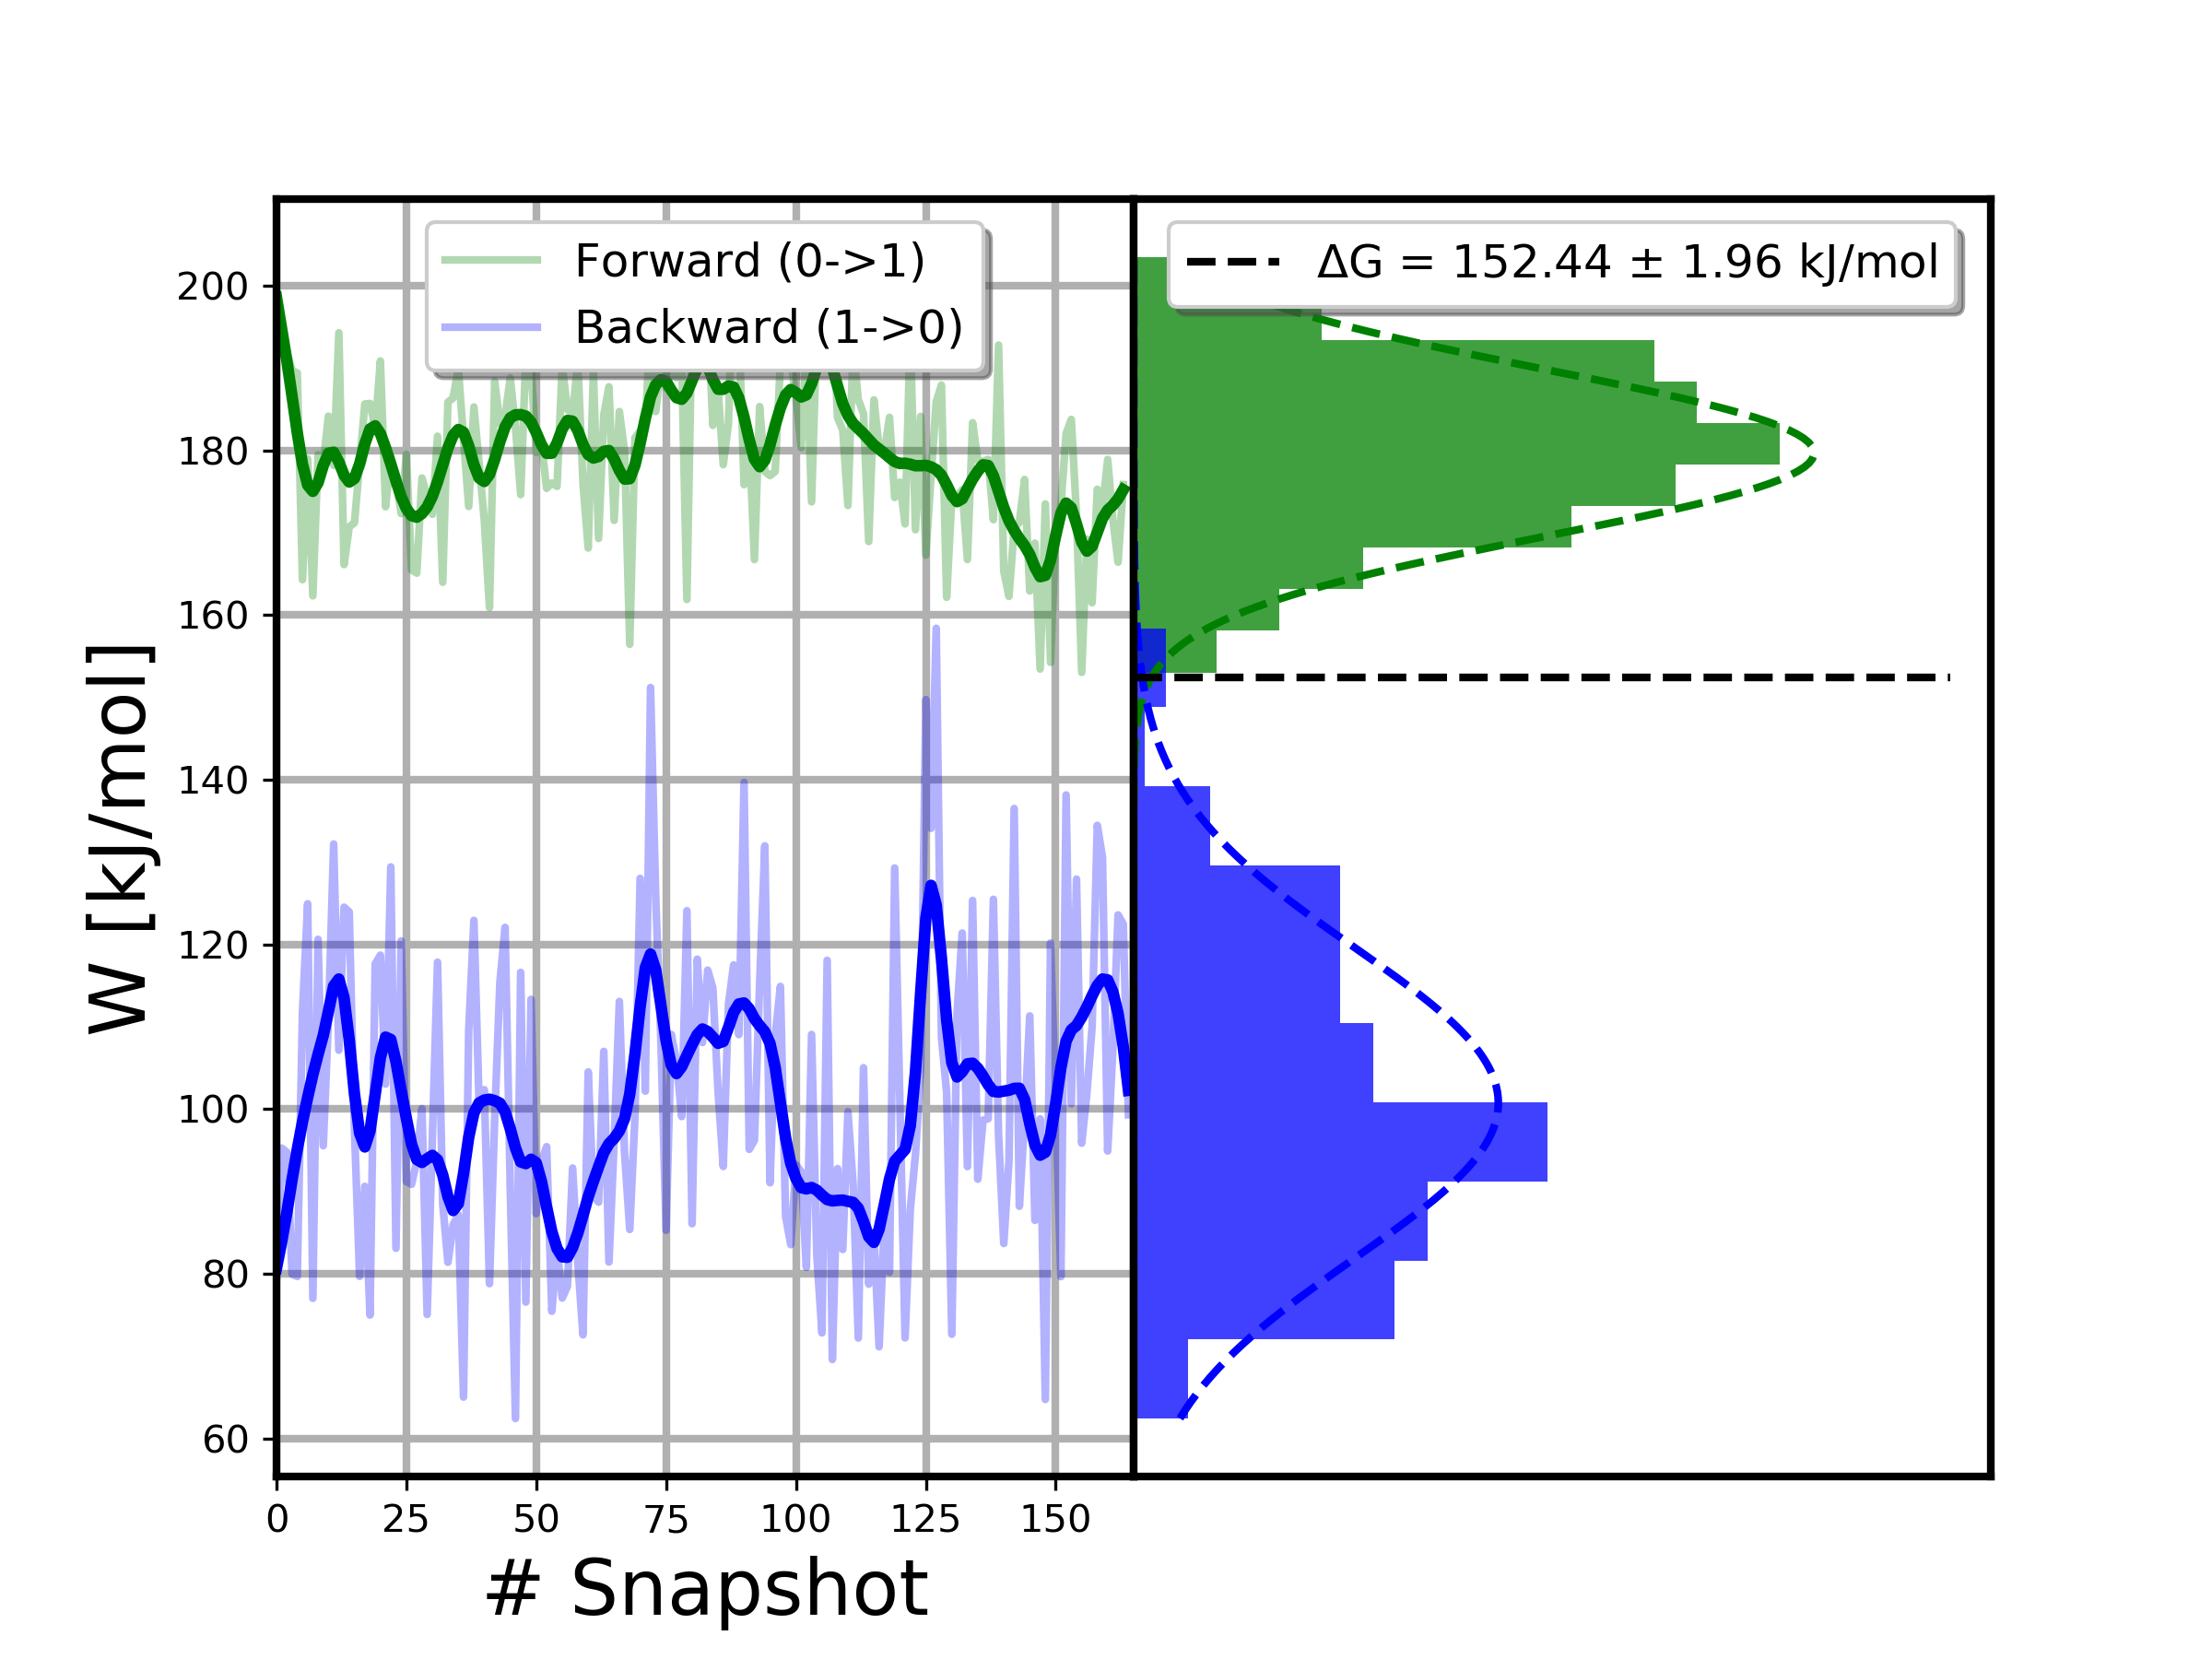 Forward (0->1)
Backward (1->0)
ΔG = 152.44 ± 1.96 kJ/mol
W [kJ/mol]
200
180
160
140
120
100
80
60
0 25 50 75 100 125 150
# Snapshot